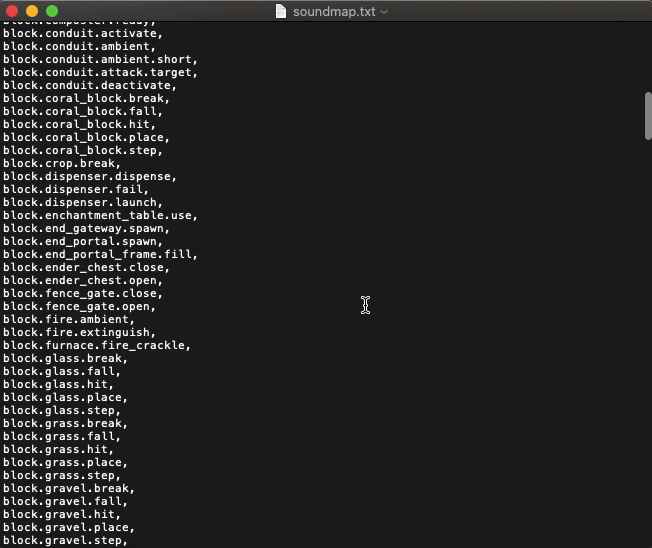 soundmap.txt
block.composter.ready,
block.conduit.activate,
block.conduit.ambient,
block.conduit.ambient.short,
block.conduit.attack.target,
block.conduit.deactivate,
block.coral_block.break,
block.coral_block.fall,
block.coral_block.hit,
block.coral_block.place,
block.coral_block.step,
block.crop.break,
block.dispenser.dispense,
block.dispenser.fail,
block.dispenser.launch,
block.enchantment_table.use,
block.end_gateway.spawn,
block.end_portal.spawn,
block.end_portal_frame.fill,
block.ender_chest.close,
block.ender_chest.open,
block.fence_gate.close,
block.fence_gate.open,
block.fire.ambient,
block.fire.extinguish,
block.furnace.fire_crackle,
block.glass.break,
block.glass.fall,
block.glass.hit,
block.glass.place,
block.glass.step,
block.grass.break,
block.grass.fall,
block.grass.hit,
block.grass.place,
block.grass.step,
block.gravel.break,
block.gravel.fall,
block.gravel.hit,
block.gravel.place,
block.gravel.step,